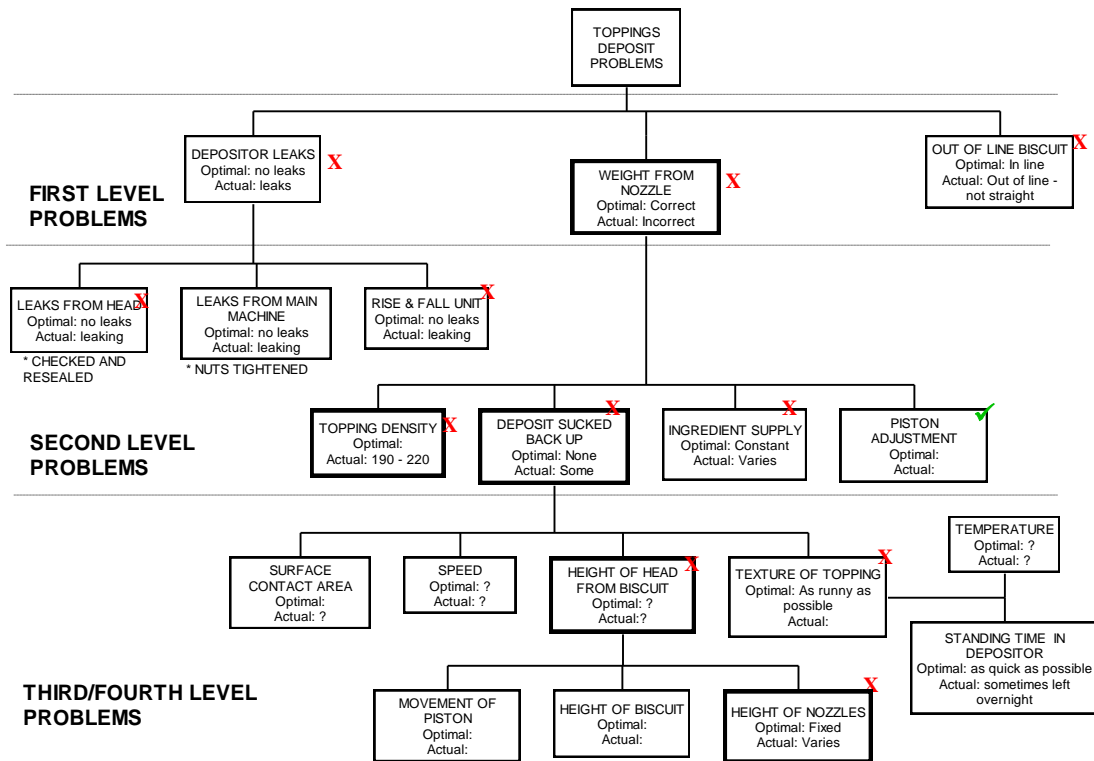 TOPPINGS
DEPOSIT
PROBLEMS
FIRST LEVEL
PROBLEMS
DEPOSITOR LEAKS
Optimal: no leaks
Actual: leaks
X
WEIGHT FROM
NOZZLE
Optimal: Correct
Actual: Incorrect
X
OUT OF LINE BISCUIT
Optimal: In line
Actual: Out of line -
not straight
X
LEAKS FROM HEAD
Optimal: no leaks
Actual: leaking
X
* CHECKED AND
RESEALED
LEAKS FROM MAIN
MACHINE
Optimal: no leaks
Actual: leaking
* NUTS TIGHTENED
RISE & FALL UNIT
Optimal: no leaks
Actual: leaking
X
SECOND LEVEL
PROBLEMS
TOPPING DENSITY
Optimal:
Actual: 190 - 220
X
DEPOSIT SUCKED
BACK UP
Optimal: None
Actual: Some
X
INGREDIENT SUPPLY
Optimal: Constant
Actual: Varies
X
PISTON
ADJUSTMENT
Optimal:
Actual:
✓
SURFACE
CONTACT AREA
Optimal:
Actual: ?
SPEED
Optimal: ?
Actual: ?
HEIGHT OF HEAD
FROM BISCUIT
Optimal: ?
Actual:?
X
TEXTURE OF TOPPING
Optimal: As runny as
possible
Actual:
X
TEMPERATURE
Optimal: ?
Actual: ?
STANDING TIME IN
DEPOSITOR
Optimal: as quick as possible
Actual: sometimes left
overnight
THIRD/FOURTH LEVEL
PROBLEMS
MOVEMENT OF
PISTON
Optimal:
Actual:
HEIGHT OF BISCUIT
Optimal:
Actual:
HEIGHT OF NOZZLES
Optimal: Fixed
Actual: Varies
X